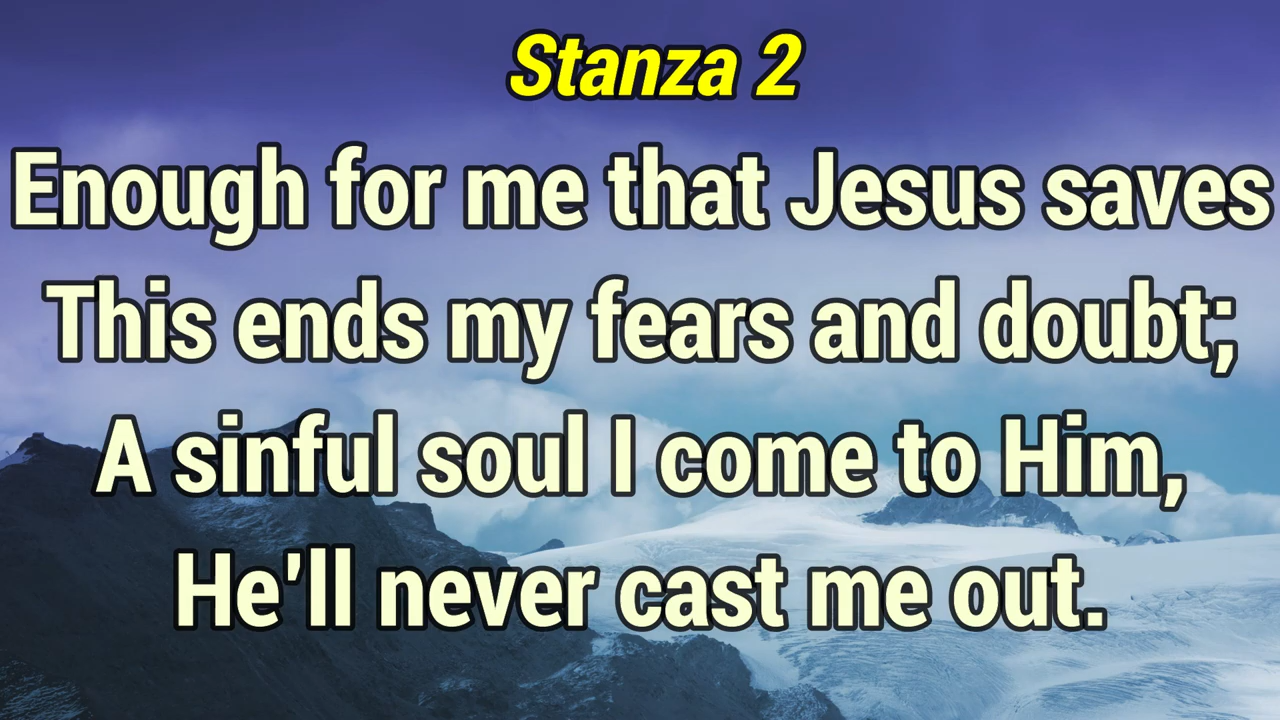 Stanza 2
Enough for me that Jesus saves
This ends my fears and doubt;
A sinful soul I come to Him,
He'll never cast me out.